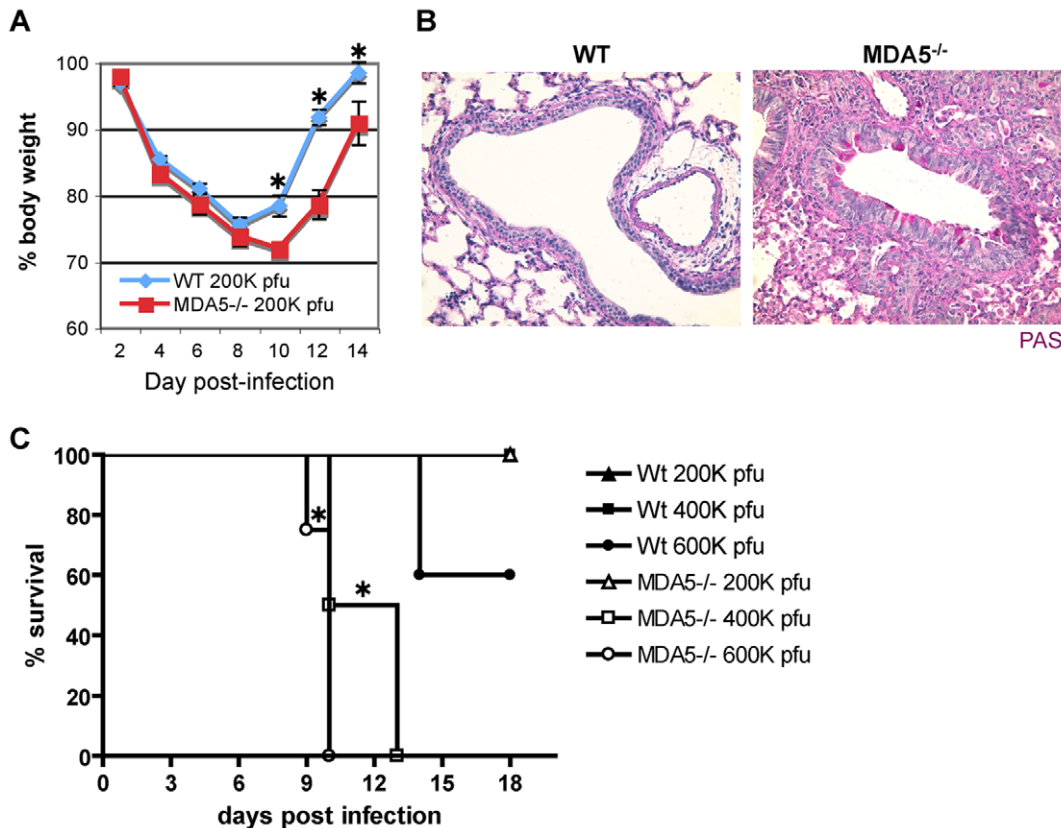 A
% body weight
100
90
80
70
60
*
*
*
WT 200K pfu
MDA5-/- 200K pfu
2 4 6 8 10 12 14
Day post-infection
B
WT
MDA5-/-
PAS
C
% survival
100
80
60
40
20
0
*
*
0 3 6 9 12 15 18
days post infection
Wt 200K pfu
Wt 400K pfu
Wt 600K pfu
MDA5-/- 200K pfu
MDA5-/- 400K pfu
MDA5-/- 600K pfu